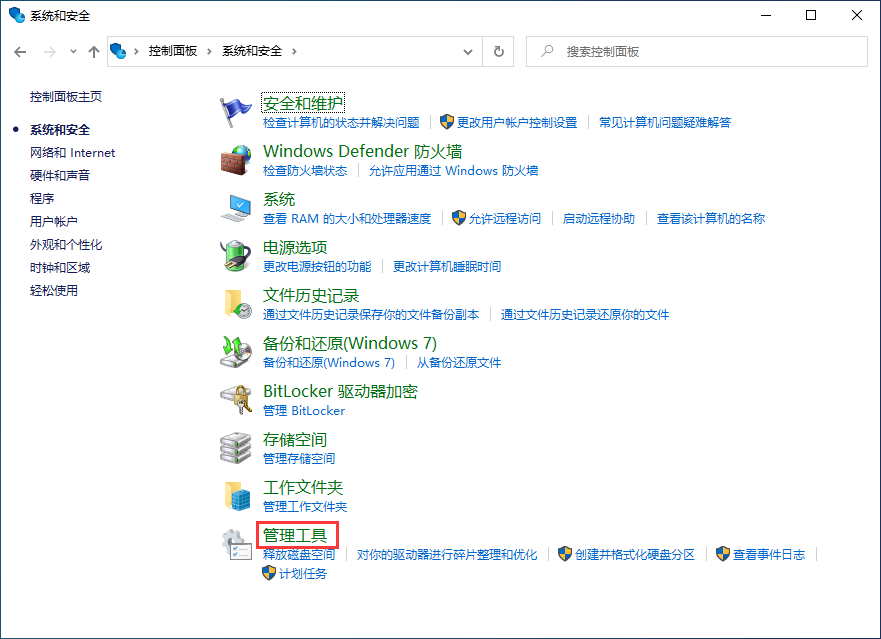 系统和安全
控制面板 系统和安全
搜索控制面板
控制面板主页
系统和安全
网络和 Internet
硬件和声音
程序
用户帐户
外观和个性化
时钟和区域
轻松使用
安全和维护
检查计算机的状态并解决问题 更改用户帐户控制设置 常见计算机问题疑难解答
Windows Defender 防火墙
检查防火墙状态 允许应用通过 Windows 防火墙
系统
查看 RAM 的大小和处理器速度 允许远程访问 启动远程协助 查看该计算机的名称
电源选项
更改电源按钮的功能 更改计算机睡眠时间
文件历史记录
通过文件历史记录保存你的文件备份副本 通过文件历史记录还原你的文件
备份和还原(Windows 7)
备份和还原(Windows 7) 从备份还原文件
BitLocker 驱动器加密
管理 BitLocker
存储空间
管理存储空间
工作文件夹
管理工作文件夹
管理工具
释放磁盘空间 对你的驱动器进行碎片整理和优化 创建并格式化硬盘分区 查看事件日志
计划任务